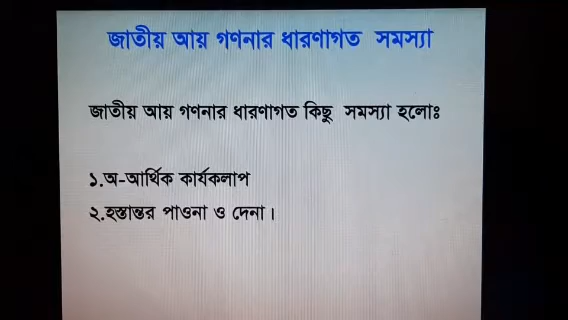 জাতীয় আয় গণনার ধারণাগত সমস্যা
জাতীয় আয় গণনার ধারণাগত কিছু সমস্যা হলোঃ
১.অ-আর্থিক কার্যকলাপ
২.হস্তান্তর পাওনা ও দেনা।